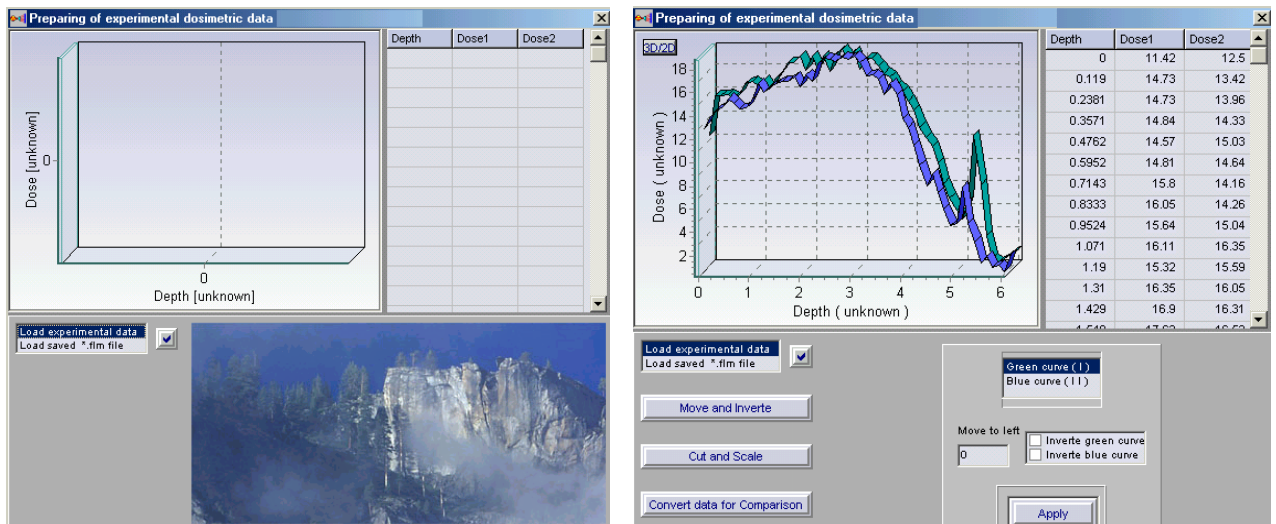 Preparing of experimental dosimetric data
Depth Dose1 Dose2
Dose [unknown]
0
0
Depth [unknown]
Load experimental data
Load saved *.flm file
Preparing of experimental dosimetric data
3D/2D
Dose ( unknown )
18
16
14
12
10
8
6
4
2
0 1 2 3 4 5 6
Depth ( unknown )
Depth Dose1 Dose2
0 11.42 12.5
0.119 14.73 13.42
0.2381 14.73 13.96
0.3571 14.84 14.33
0.4762 14.57 15.03
0.5952 14.81 14.64
0.7143 15.8 14.16
0.8333 16.05 14.26
0.9524 15.64 15.04
1.071 16.11 16.35
1.19 15.32 15.59
1.31 16.35 16.05
1.429 16.9 16.31
Load experimental data
Load saved *.flm file
Move and Inverte
Cut and Scale
Convert data for Comparison
Green curve ( I )
Blue curve ( I I )
Move to left
0
Inverte green curve
Inverte blue curve
Apply